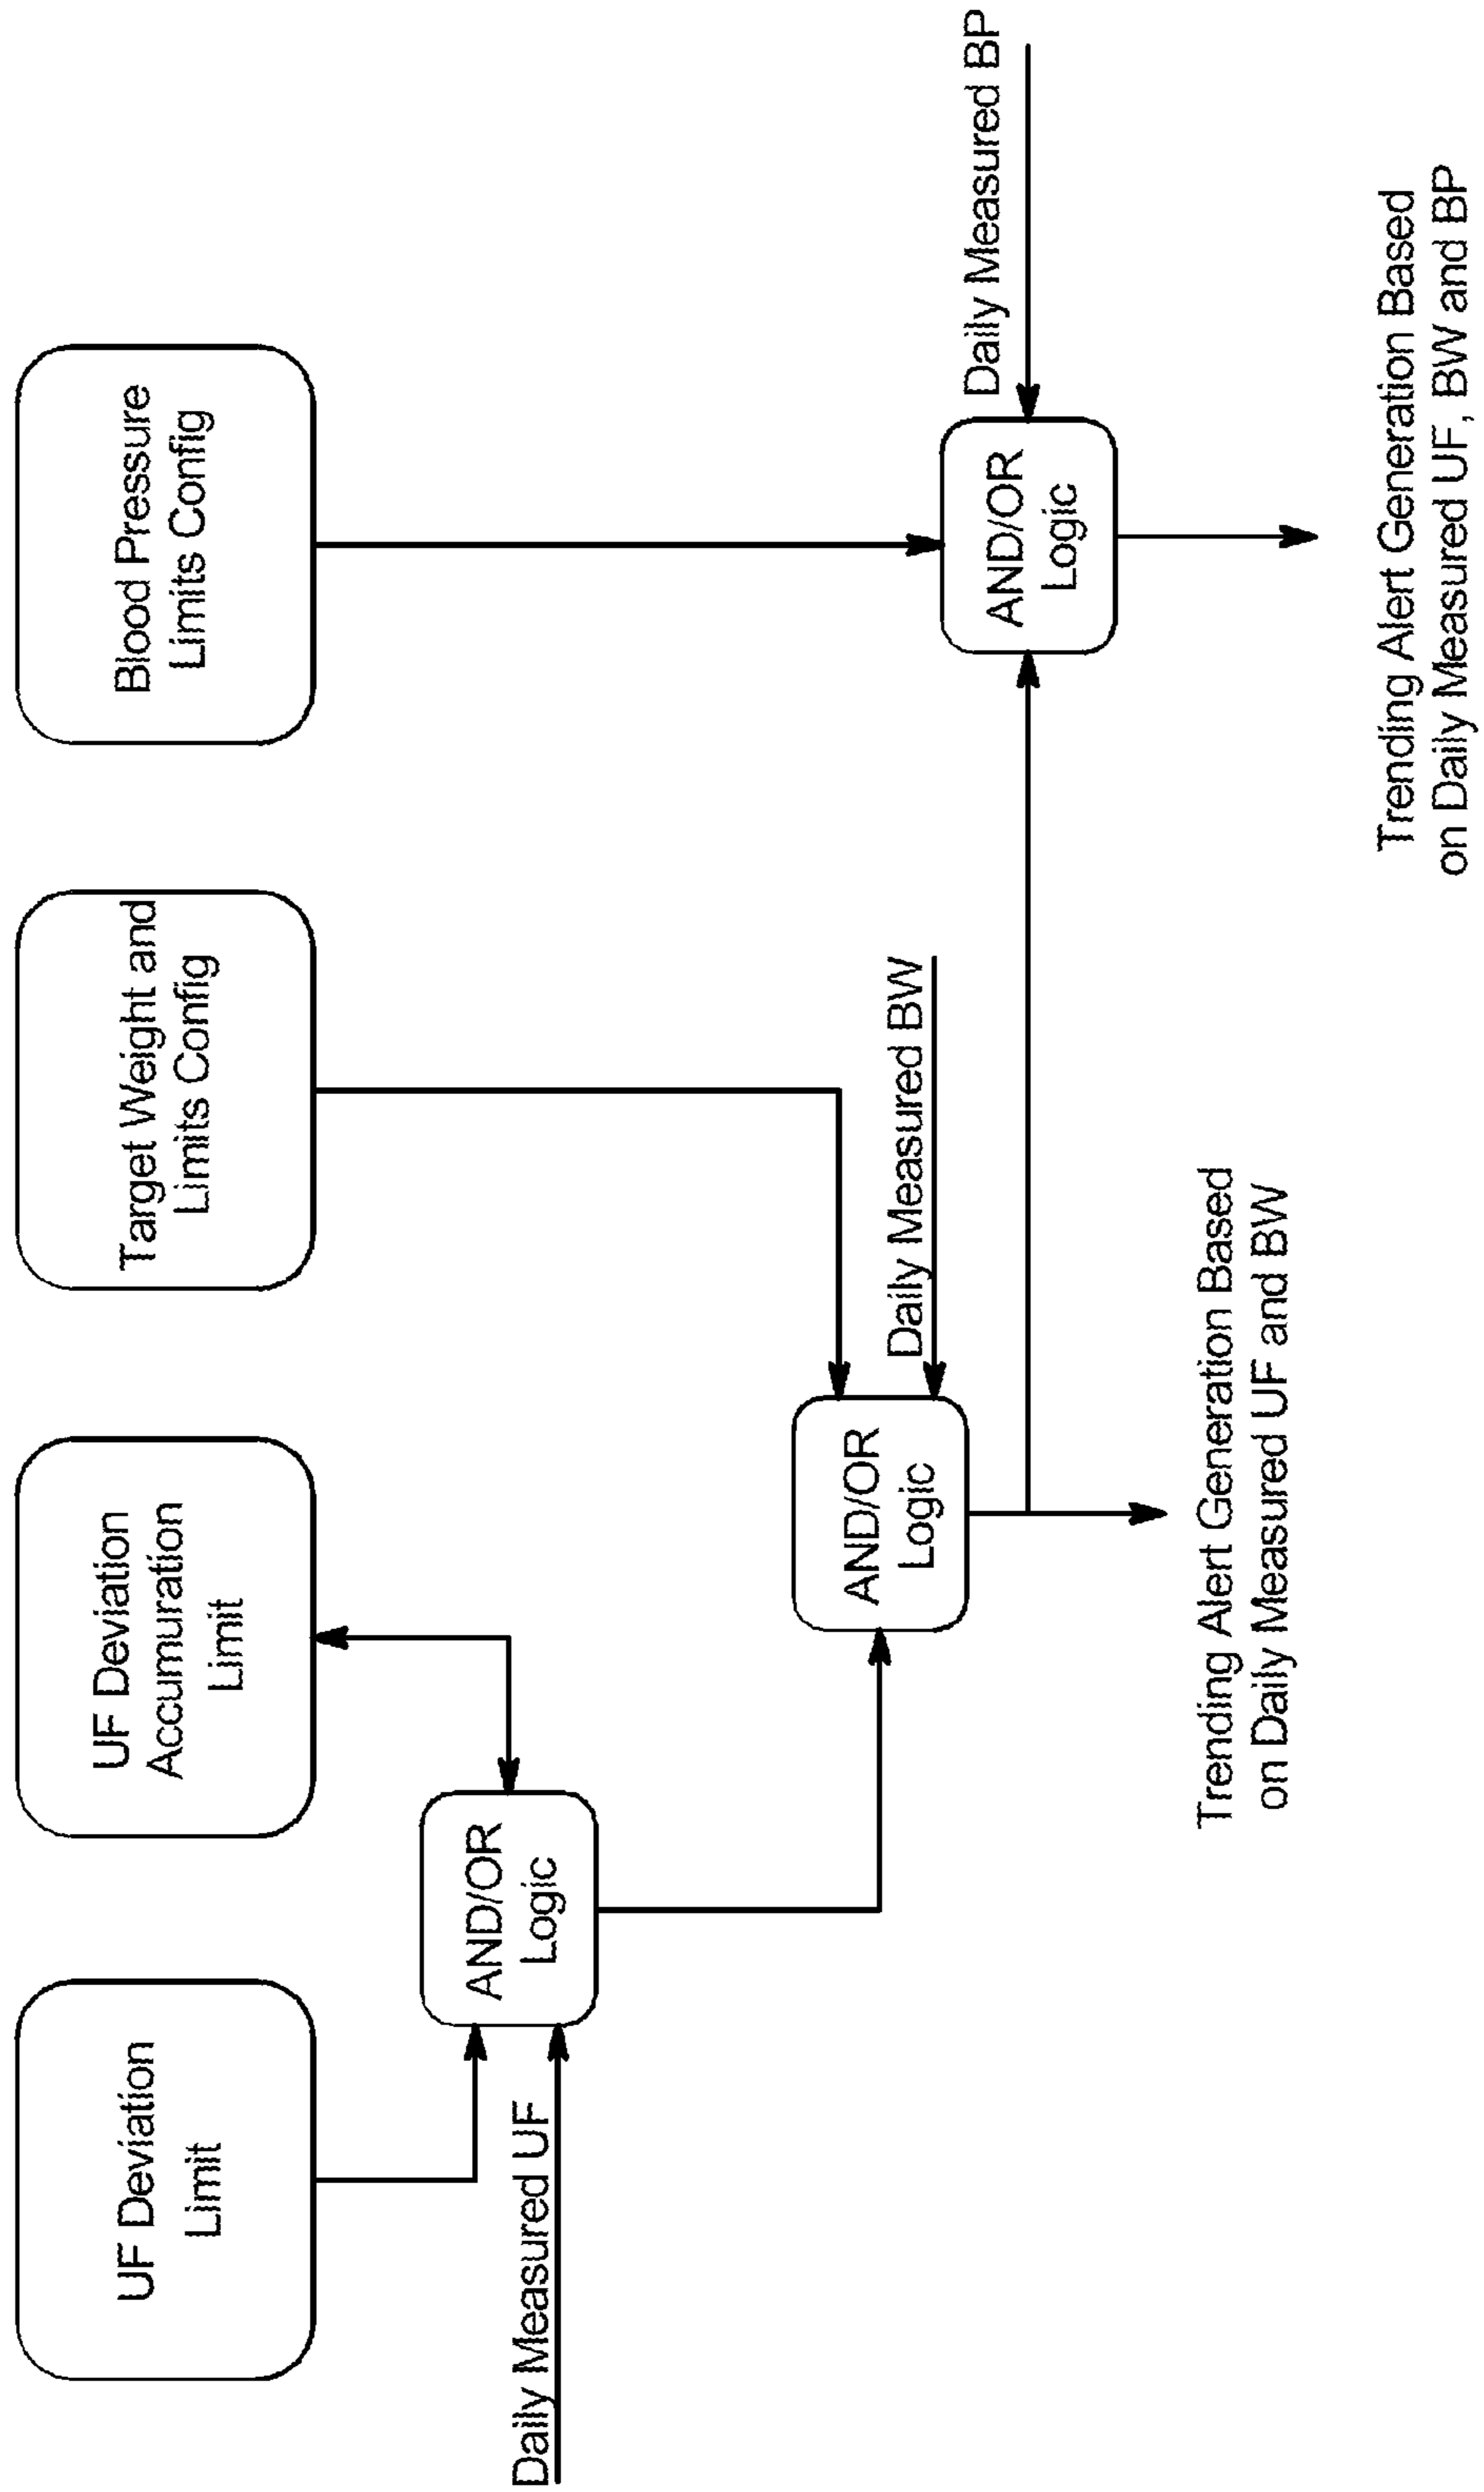 UF Deviation
Limit
UF Deviation
Accumuration
Limit
Target Weight and
Limits Config
Blood Pressure
Limits Config
Daily Measured UF
AND/OR
Logic
AND/OR
Logic
Daily Measured BW
AND/OR
Logic
Daily Measured BP
Trending Alert Generation Based
on Daily Measured UF and BW
Trending Alert Generation Based
on Daily Measured UF, BW and BP